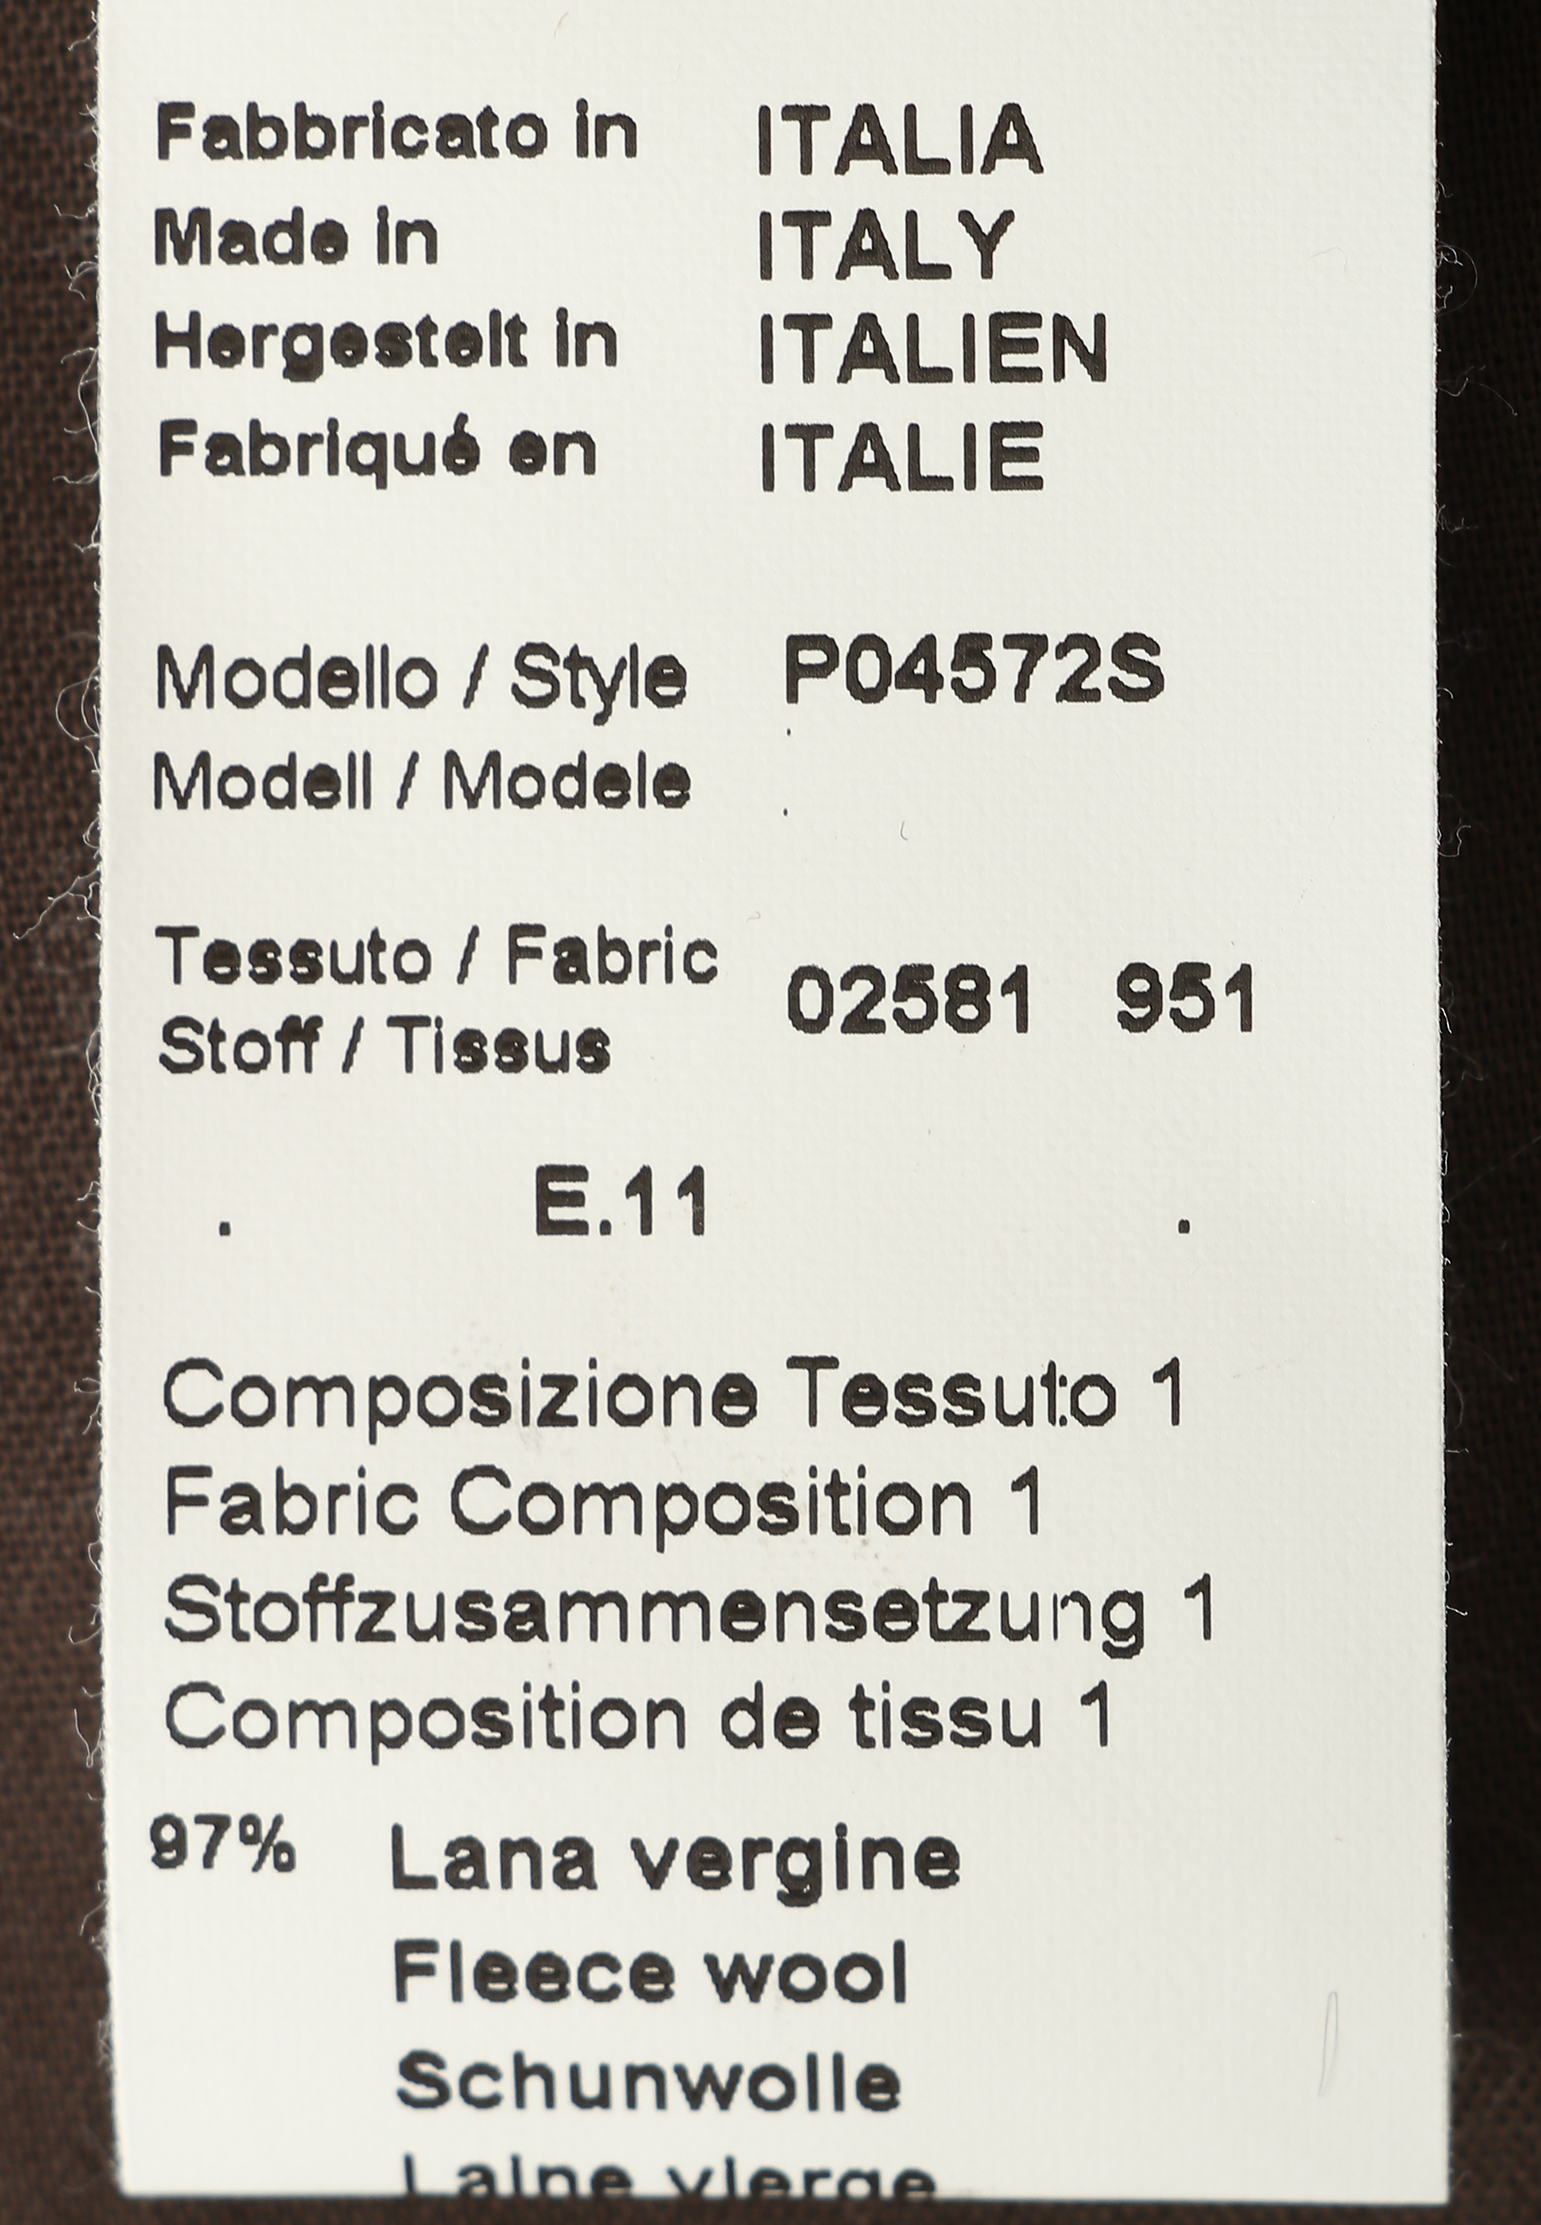 Fabbricato in ITALIA
Made in ITALY
Hergestelt in ITALIEN
Fabriqué en ITALIE
Modello / Style P04572S
Modell / Modele
Tessuto / Fabric 02581 951
Stoff / Tissus
. E.11 .
Composizione Tessuto 1
Fabric Composition 1
Stoffzusammensetzung 1
Composition de tissu 1
97% Lana vergine
Fleece wool
Schunwolle
Laine vierge